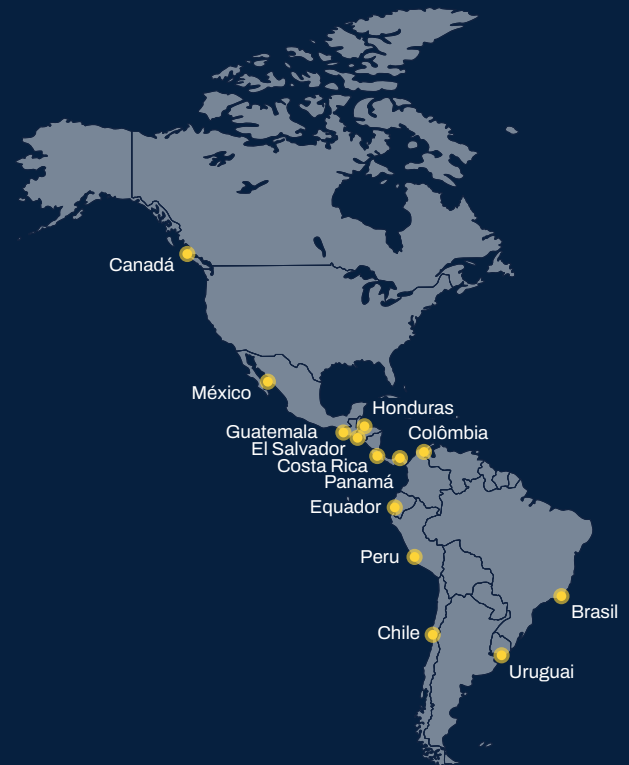 Canadá
México
Honduras
Guatemala
Colômbia
El Salvador
Costa Rica
Panamá
Equador
Peru
Brasil
Chile
Uruguai